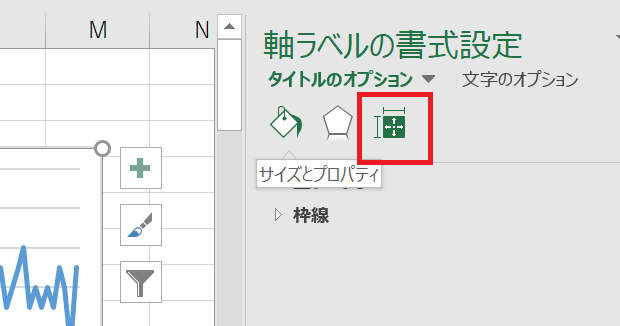 M
N
軸ラベルの書式設定
タイトルのオプション
文字のオプション
サイズとプロパティ
枠線